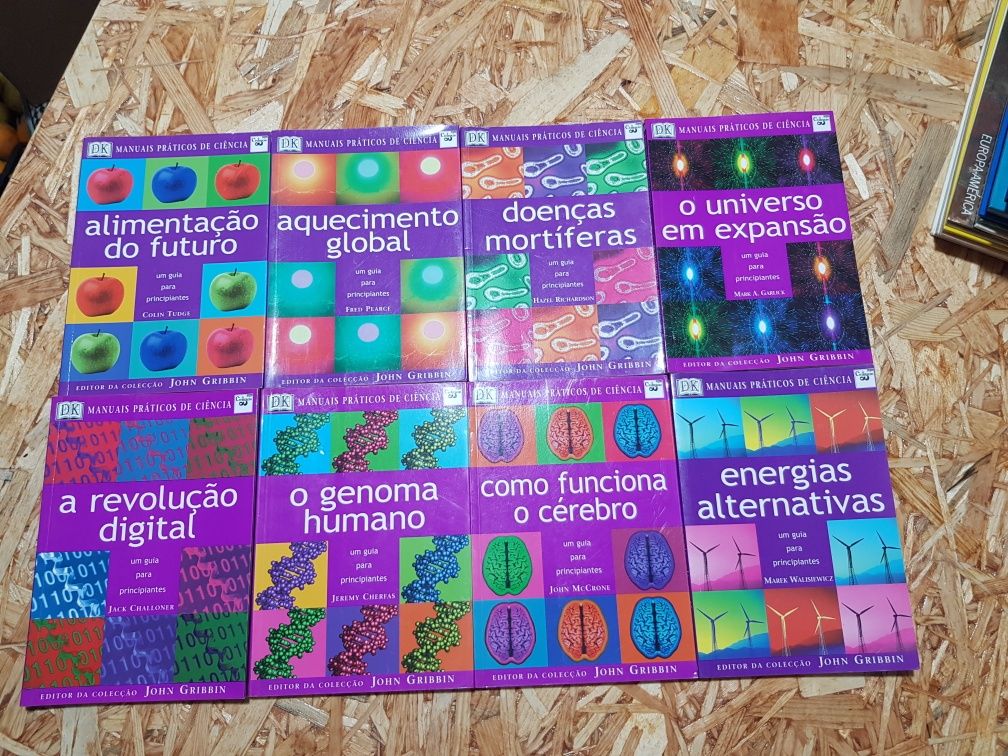 DK MANUAIS PRÁTICOS DE CIÊNCIA
alimentação
do futuro
um guia
para
principiantes
COLIN TUDGE
EDITOR DA COLECÇÃO JOHN GRIBBIN
DK MANUAIS PRÁTICOS DE CIÊNCIA
aquecimento
global
um guia
para
principiantes
FRED PEARCE
EDITOR DA COLECÇÃO JOHN GRIBBIN
DK MANUAIS PRÁTICOS DE CIÊNCIA
doenças
mortíferas
um guia
para
principiantes
HAZEL RICHARDSON
EDITOR DA COLECÇÃO JOHN GRIBBIN
DK MANUAIS PRÁTICOS DE CIÊNCIA
o universo
em expansão
um guia
para
principiantes
MARK A. GARLICK
EDITOR DA COLECÇÃO JOHN GRIBBIN
EUROPA-AMÉRICA
DK MANUAIS PRÁTICOS DE CIÊNCIA
a revolução
digital
um guia
para
principiantes
JACK CHALLONER
EDITOR DA COLECÇÃO JOHN GRIBBIN
DK MANUAIS PRÁTICOS DE CIÊNCIA
o genoma
humano
um guia
para
principiantes
JEREMY CHERFAS
EDITOR DA COLECÇÃO JOHN GRIBBIN
DK MANUAIS PRÁTICOS DE CIÊNCIA
como funciona
o cérebro
um guia
para
principiantes
JOHN MCCRONE
EDITOR DA COLECÇÃO JOHN GRIBBIN
DK MANUAIS PRÁTICOS DE CIÊNCIA
energias
alternativas
um guia
para
principiantes
MAREK WALISIEWICZ
EDITOR DA COLECÇÃO JOHN GRIBBIN